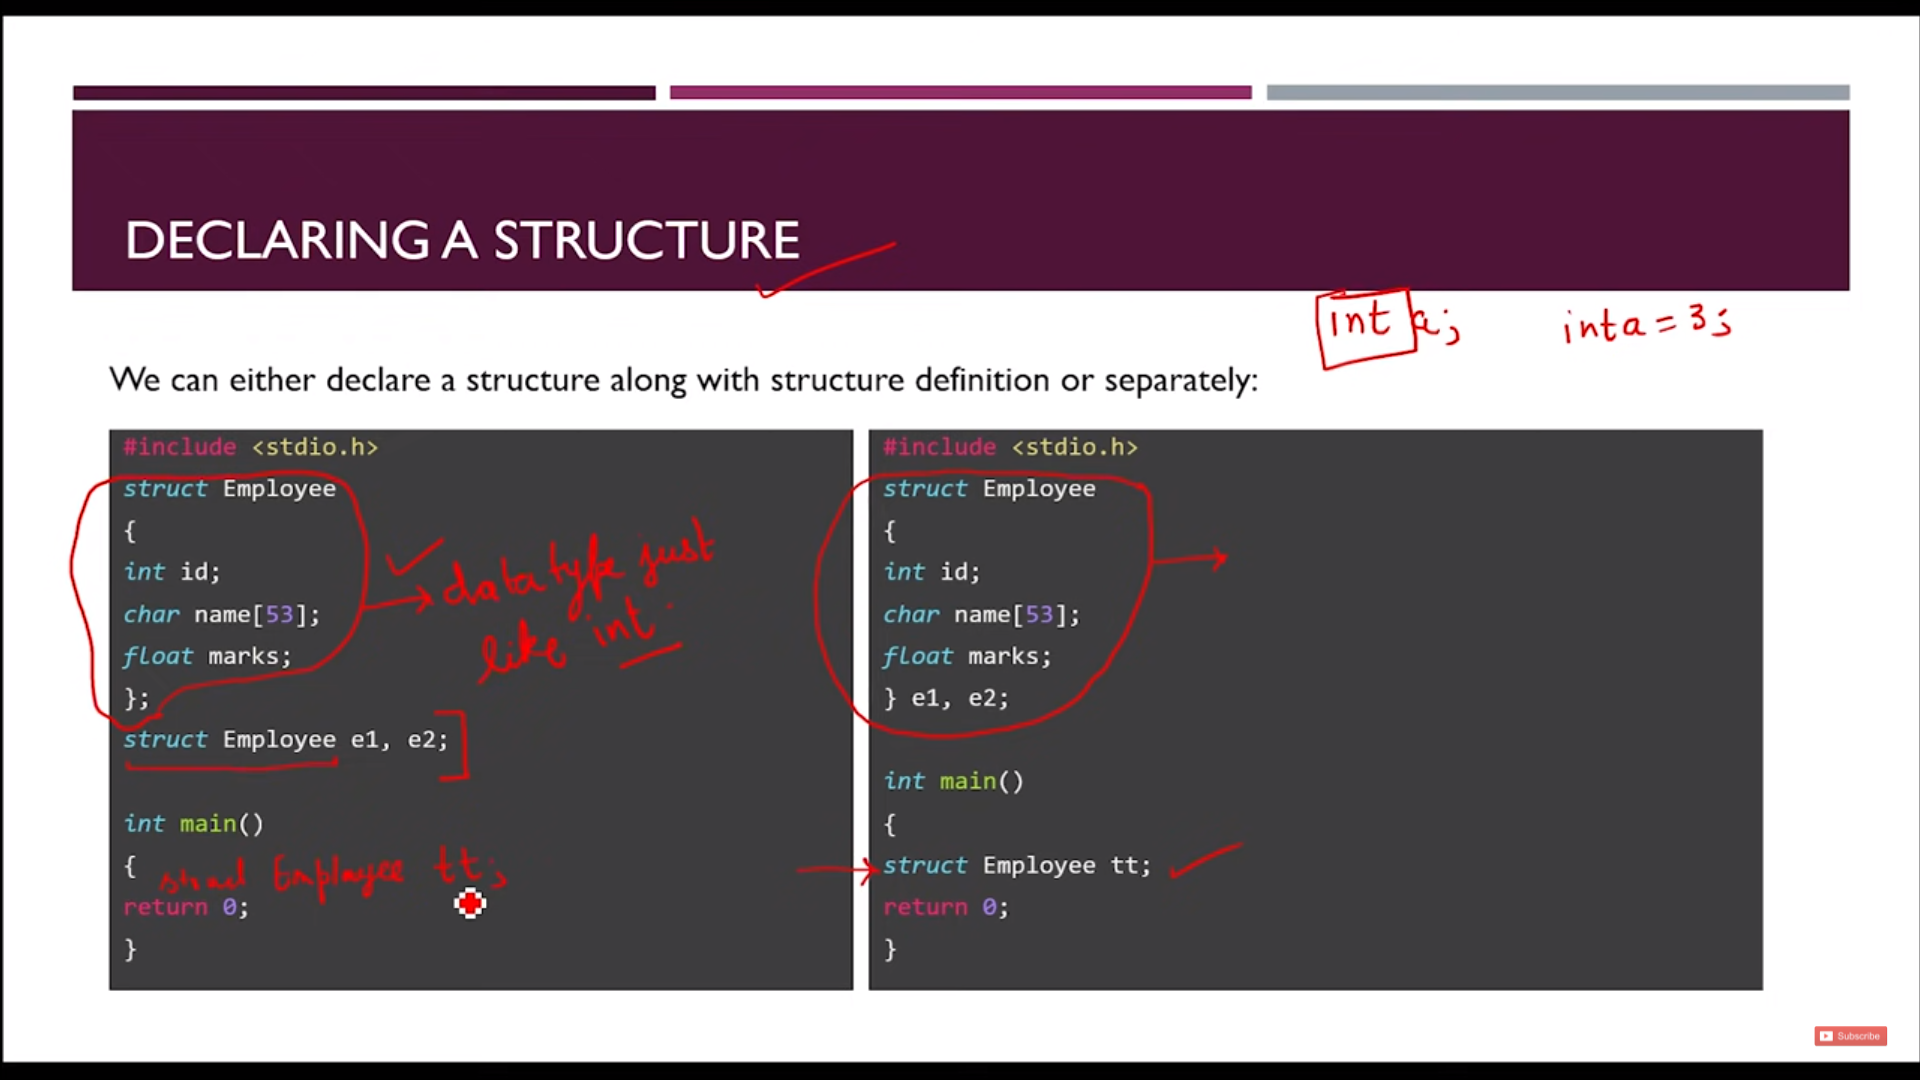 DECLARING A STRUCTURE
int a;
int a = 3;
We can either declare a structure along with structure definition or separately:
#include <stdio.h>
struct Employee
{
int id;
char name[53];
float marks;
};
struct Employee e1, e2;
int main()
{
return 0;
}
data type just
like int
struct Employee tt;
#include <stdio.h>
struct Employee
{
int id;
char name[53];
float marks;
} e1, e2;
int main()
{
struct Employee tt;
return 0;
}
Subscribe